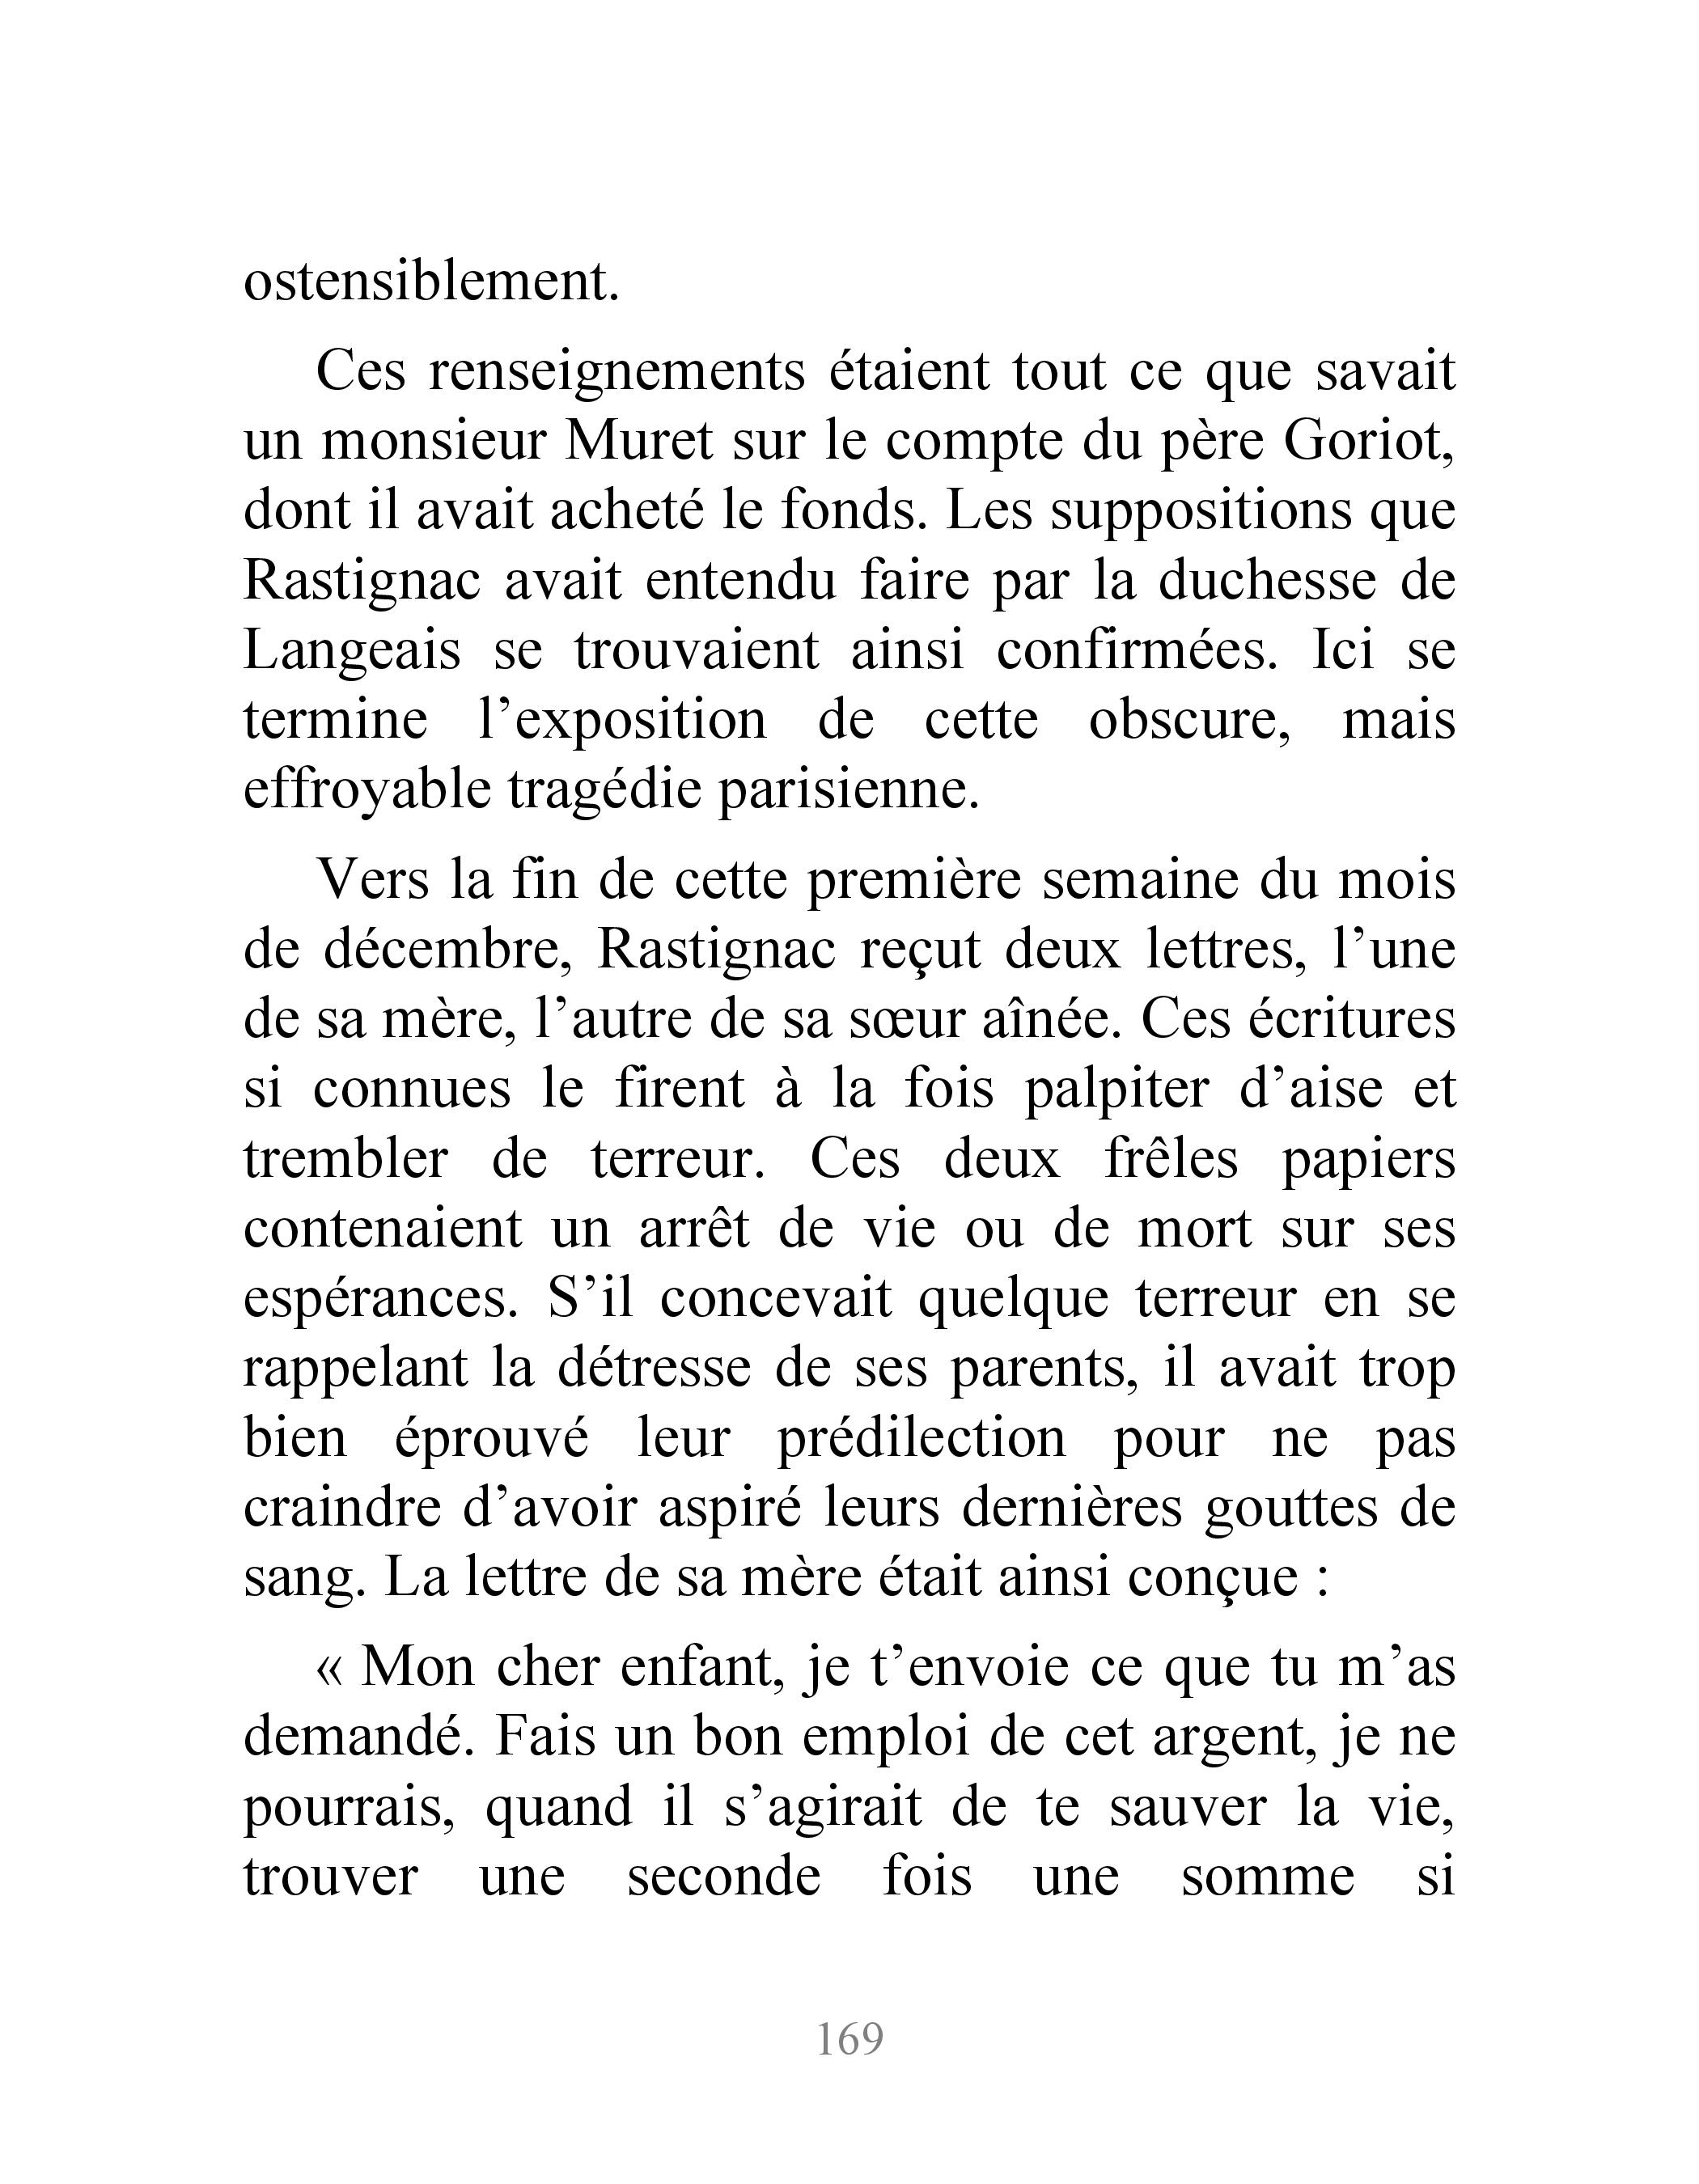 ostensiblement.
Ces renseignements étaient tout ce que savait
un monsieur Muret sur le compte du père Goriot,
dont il avait acheté le fonds. Les suppositions que
Rastignac avait entendu faire par la duchesse de
Langeais se trouvaient ainsi confirmées. Ici se
termine l’exposition de cette obscure, mais
effroyable tragédie parisienne.
Vers la fin de cette première semaine du mois
de décembre, Rastignac reçut deux lettres, l’une
de sa mère, l’autre de sa sœur aînée. Ces écritures
si connues le firent à la fois palpiter d’aise et
trembler de terreur. Ces deux frêles papiers
contenaient un arrêt de vie ou de mort sur ses
espérances. S’il concevait quelque terreur en se
rappelant la détresse de ses parents, il avait trop
bien éprouvé leur prédilection pour ne pas
craindre d’avoir aspiré leurs dernières gouttes de
sang. La lettre de sa mère était ainsi conçue :
« Mon cher enfant, je t’envoie ce que tu m’as
demandé. Fais un bon emploi de cet argent, je ne
pourrais, quand il s’agirait de te sauver la vie,
trouver une seconde fois une somme si
169